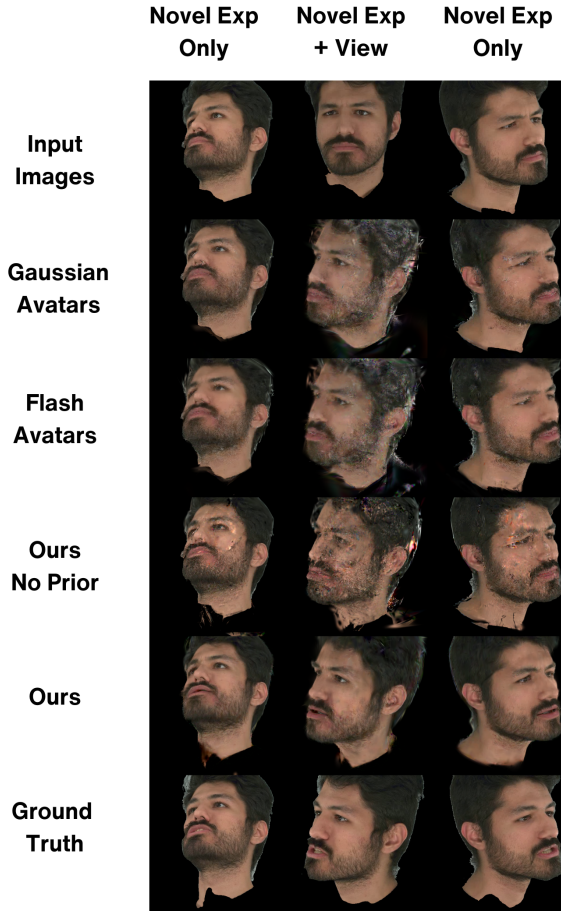 Novel Exp Only
Novel Exp + View
Novel Exp Only
Input Images
Gaussian Avatars
Flash Avatars
Ours No Prior
Ours
Ground Truth